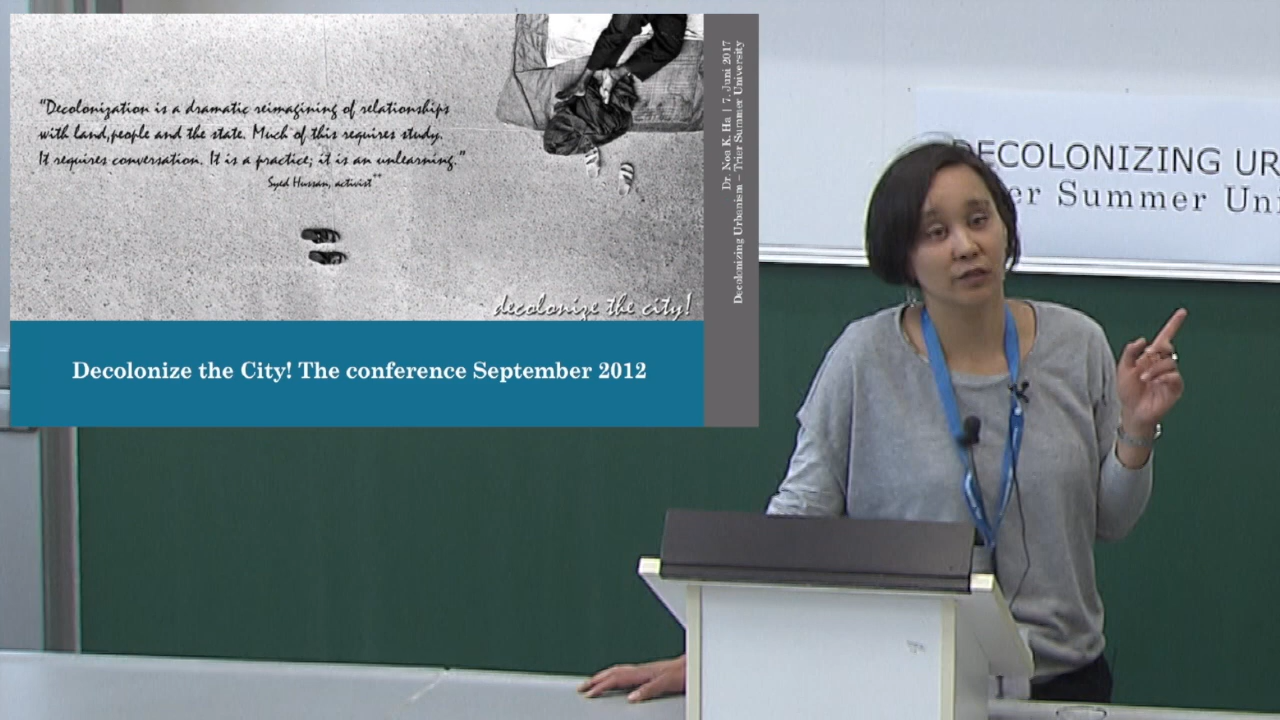 "Decolonization is a dramatic reimagining of relationships
with land, people and the state. Much of this requires study.
It requires conversation. It is a practice; it is an unlearning."
Syed Hussan, activist
decolonize the city!
Decolonize the City! The conference September 2012
Dr. Noa K. Ha | 7. Juni 2017
Decolonizing Urbanism – Trier Summer University
DECOLONIZING UR
er Summer Uni